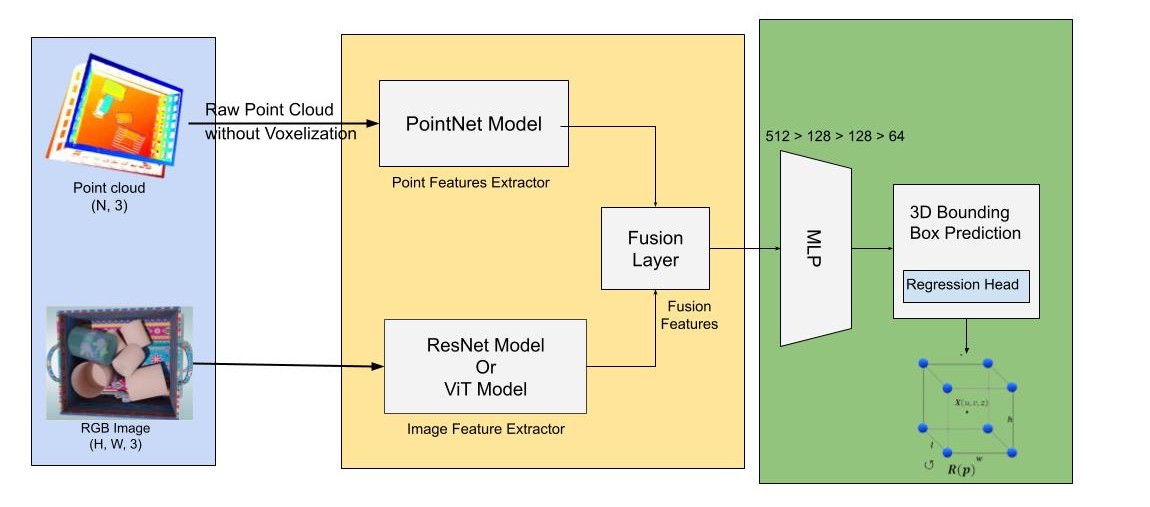 Raw Point Cloud
without Voxelization
Point cloud
(N, 3)
RGB Image
(H, W, 3)
PointNet Model
Point Features Extractor
Fusion
Layer
Fusion
Features
ResNet Model
Or
ViT Model
Image Feature Extractor
512 > 128 > 128 > 64
MLP
3D Bounding
Box Prediction
Regression Head
X(u, v, z)
h
l
w
R(p)